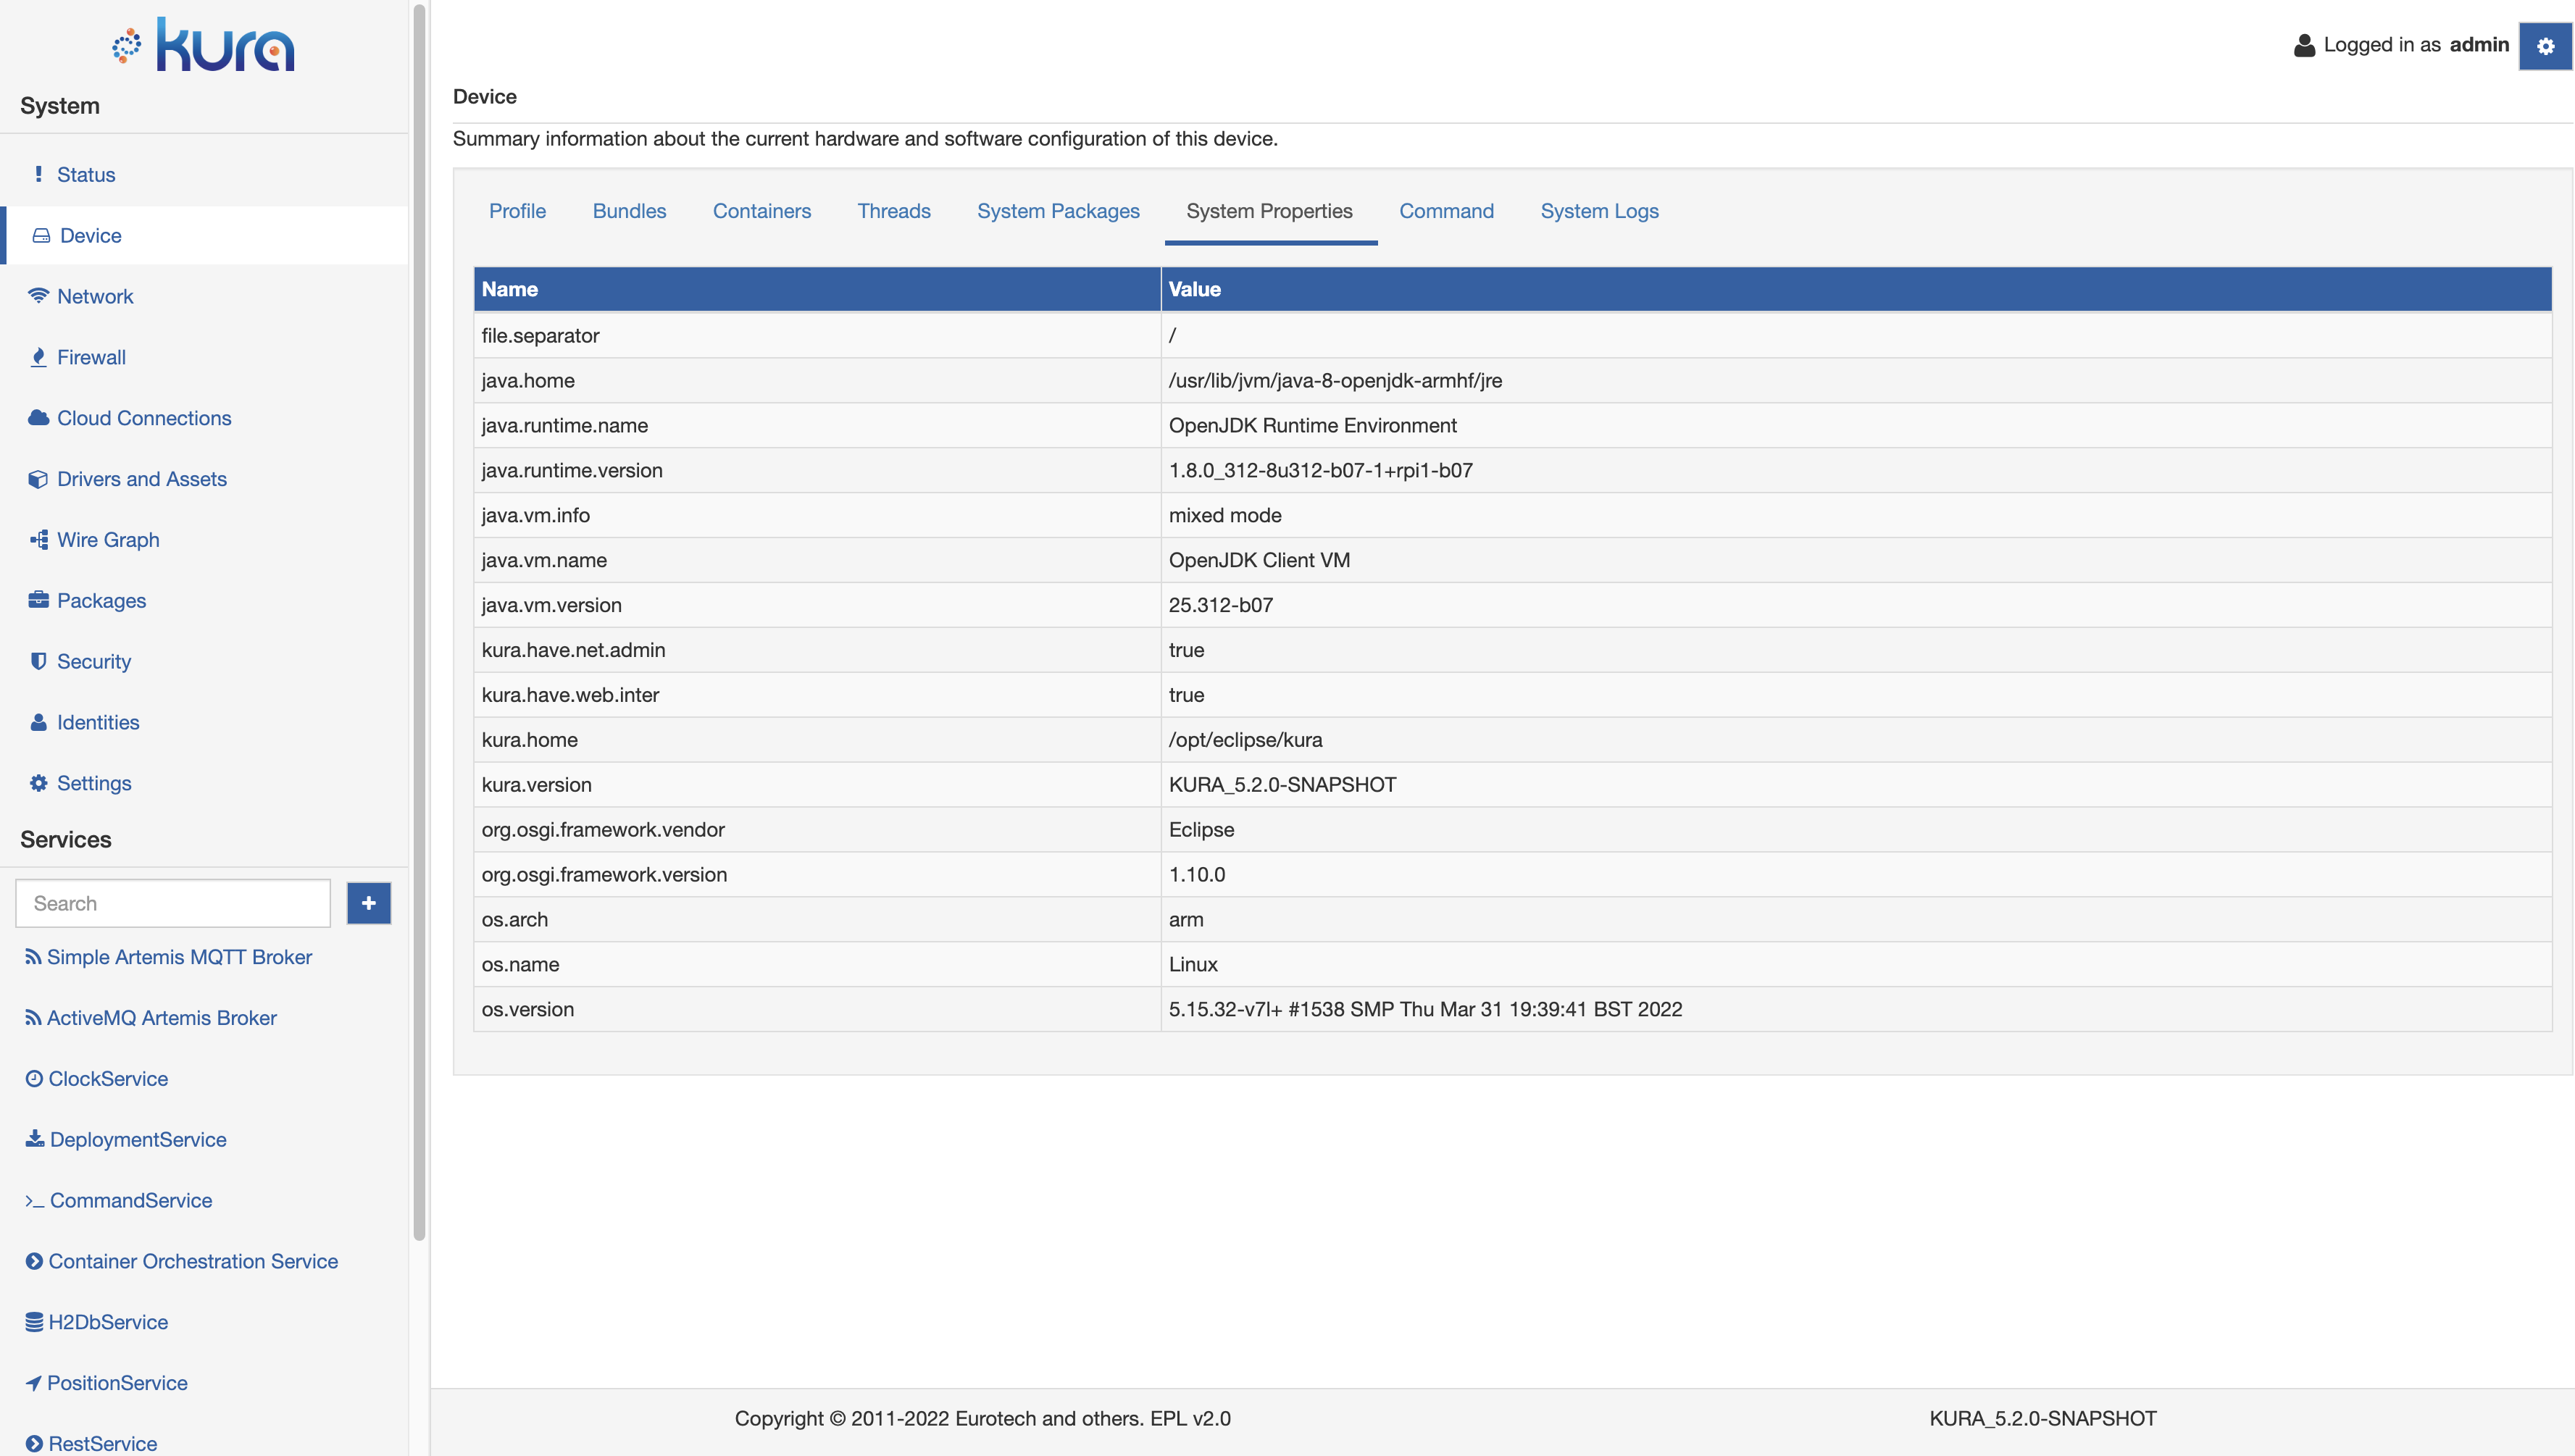 kura
System
Status
Device
Network
Firewall
Cloud Connections
Drivers and Assets
Wire Graph
Packages
Security
Identities
Settings
Services
Search
Simple Artemis MQTT Broker
ActiveMQ Artemis Broker
ClockService
DeploymentService
CommandService
Container Orchestration Service
H2DbService
PositionService
RestService
Logged in as admin
Device
Summary information about the current hardware and software configuration of this device.
Profile Bundles Containers Threads System Packages System Properties Command System Logs
Name Value
file.separator /
java.home /usr/lib/jvm/java-8-openjdk-armhf/jre
java.runtime.name OpenJDK Runtime Environment
java.runtime.version 1.8.0_312-8u312-b07-1+rpi1-b07
java.vm.info mixed mode
java.vm.name OpenJDK Client VM
java.vm.version 25.312-b07
kura.have.net.admin true
kura.have.web.inter true
kura.home /opt/eclipse/kura
kura.version KURA_5.2.0-SNAPSHOT
org.osgi.framework.vendor Eclipse
org.osgi.framework.version 1.10.0
os.arch arm
os.name Linux
os.version 5.15.32-v7l+ #1538 SMP Thu Mar 31 19:39:41 BST 2022
Copyright © 2011-2022 Eurotech and others. EPL v2.0 KURA_5.2.0-SNAPSHOT